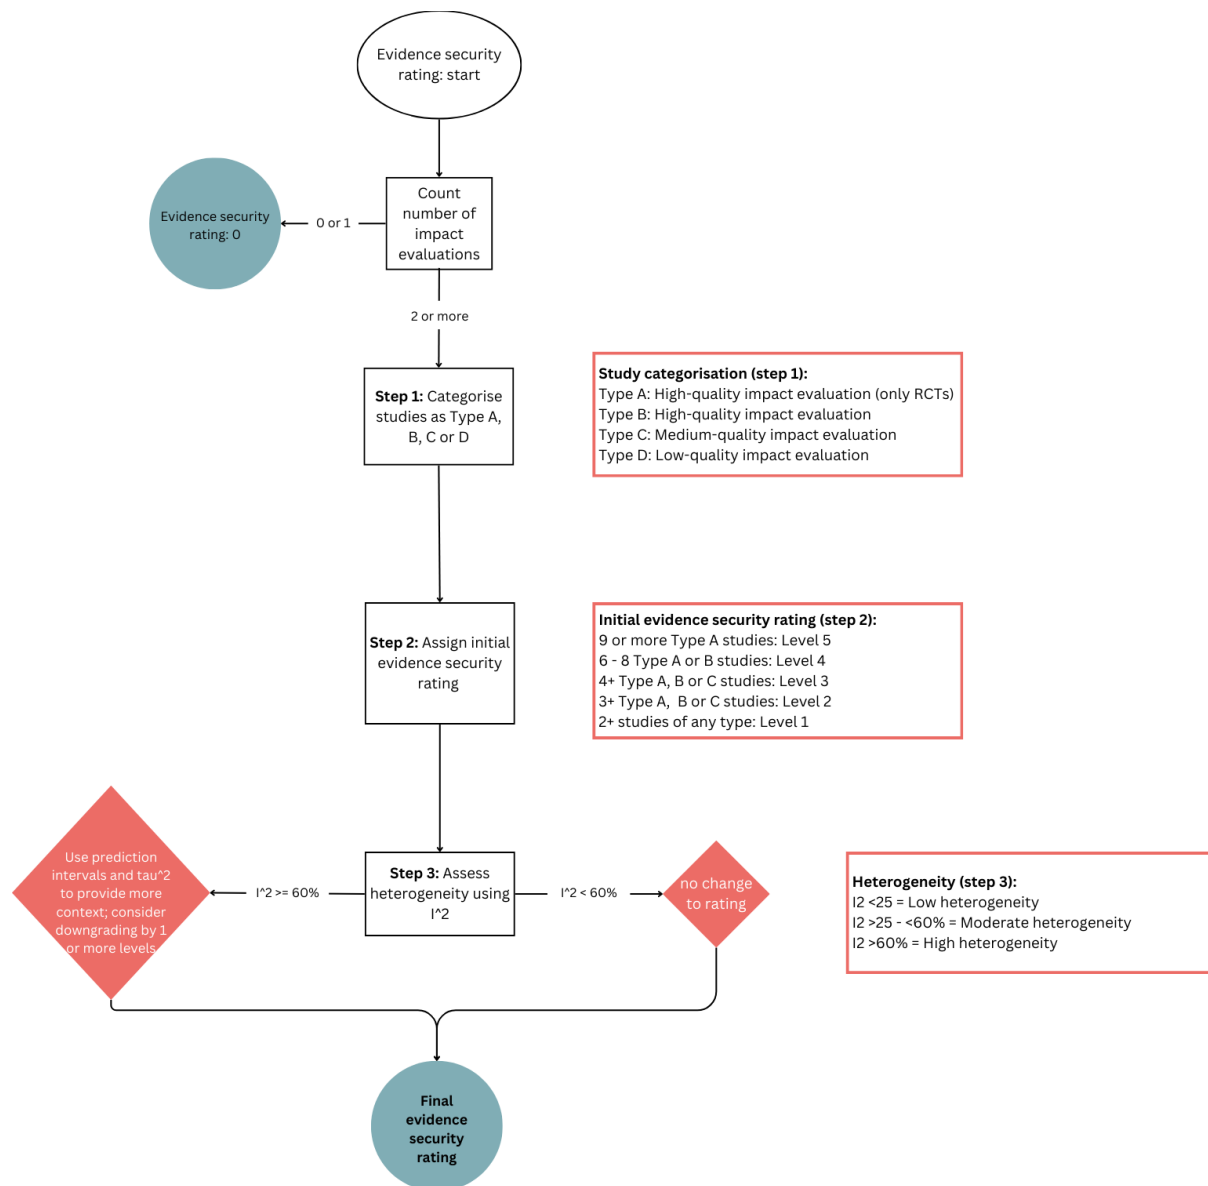 Evidence security
rating: start
Count
number of
impact
evaluations
0 or 1
Evidence security
rating: 0
2 or more
Step 1: Categorise
studies as Type A,
B, C or D
Study categorisation (step 1):
Type A: High-quality impact evaluation (only RCTs)
Type B: High-quality impact evaluation
Type C: Medium-quality impact evaluation
Type D: Low-quality impact evaluation
Step 2: Assign initial
evidence security
rating
Initial evidence security rating (step 2):
9 or more Type A studies: Level 5
6 - 8 Type A or B studies: Level 4
4+ Type A, B or C studies: Level 3
3+ Type A, B or C studies: Level 2
2+ studies of any type: Level 1
Use prediction
intervals and tau^2
to provide more
context; consider
downgrading by 1
or more levels
I^2 >= 60%
Step 3: Assess
heterogeneity using
I^2
I^2 < 60%
no change
to rating
Heterogeneity (step 3):
I2 <25 = Low heterogeneity
I2 >25 - <60% = Moderate heterogeneity
I2 >60% = High heterogeneity
Final
evidence
security
rating